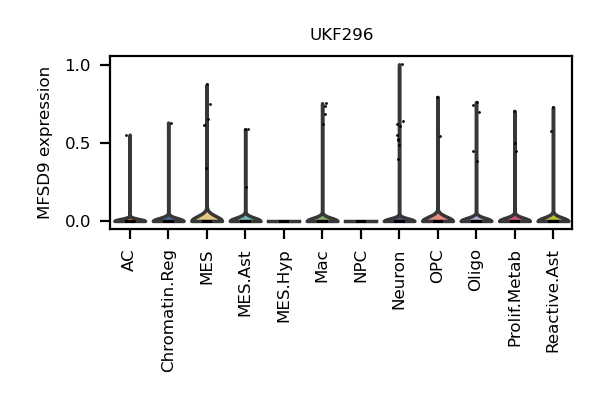 UKF296
MFSD9 expression
1.0
0.5
0.0
AC
Chromatin.Reg
MES
MES.Ast
MES.Hyp
Mac
NPC
Neuron
OPC
Oligo
Prolif.Metab
Reactive.Ast